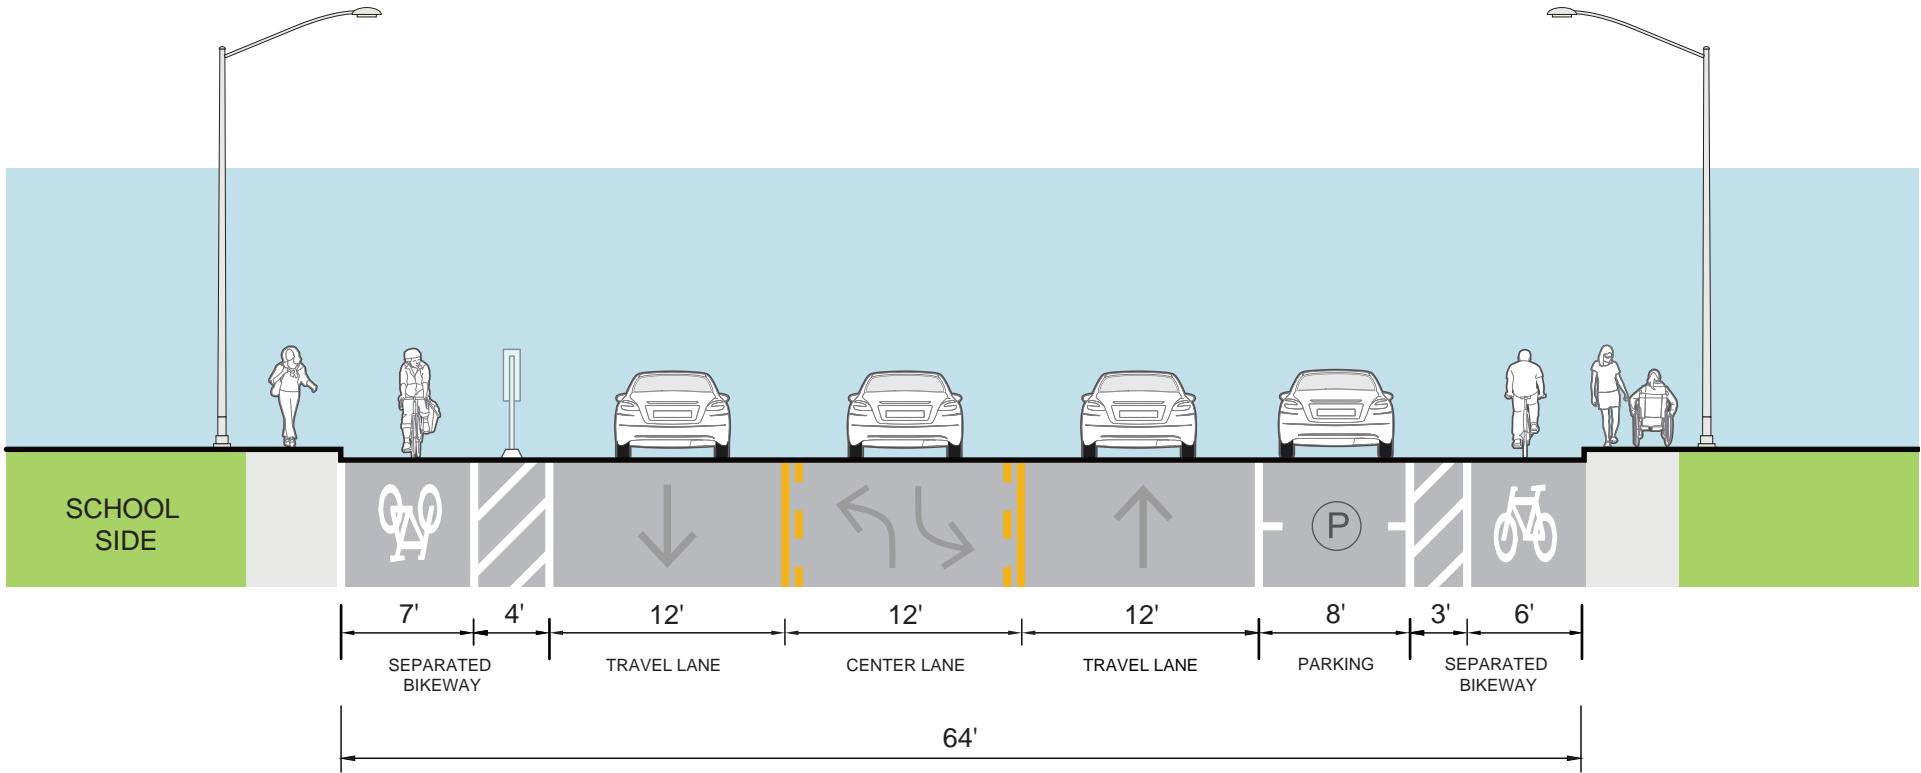 SCHOOL
SIDE
P
7'
4'
12'
12'
12'
8'
3'
6'
SEPARATED
BIKEWAY
TRAVEL LANE
CENTER LANE
TRAVEL LANE
PARKING
SEPARATED
BIKEWAY
64'